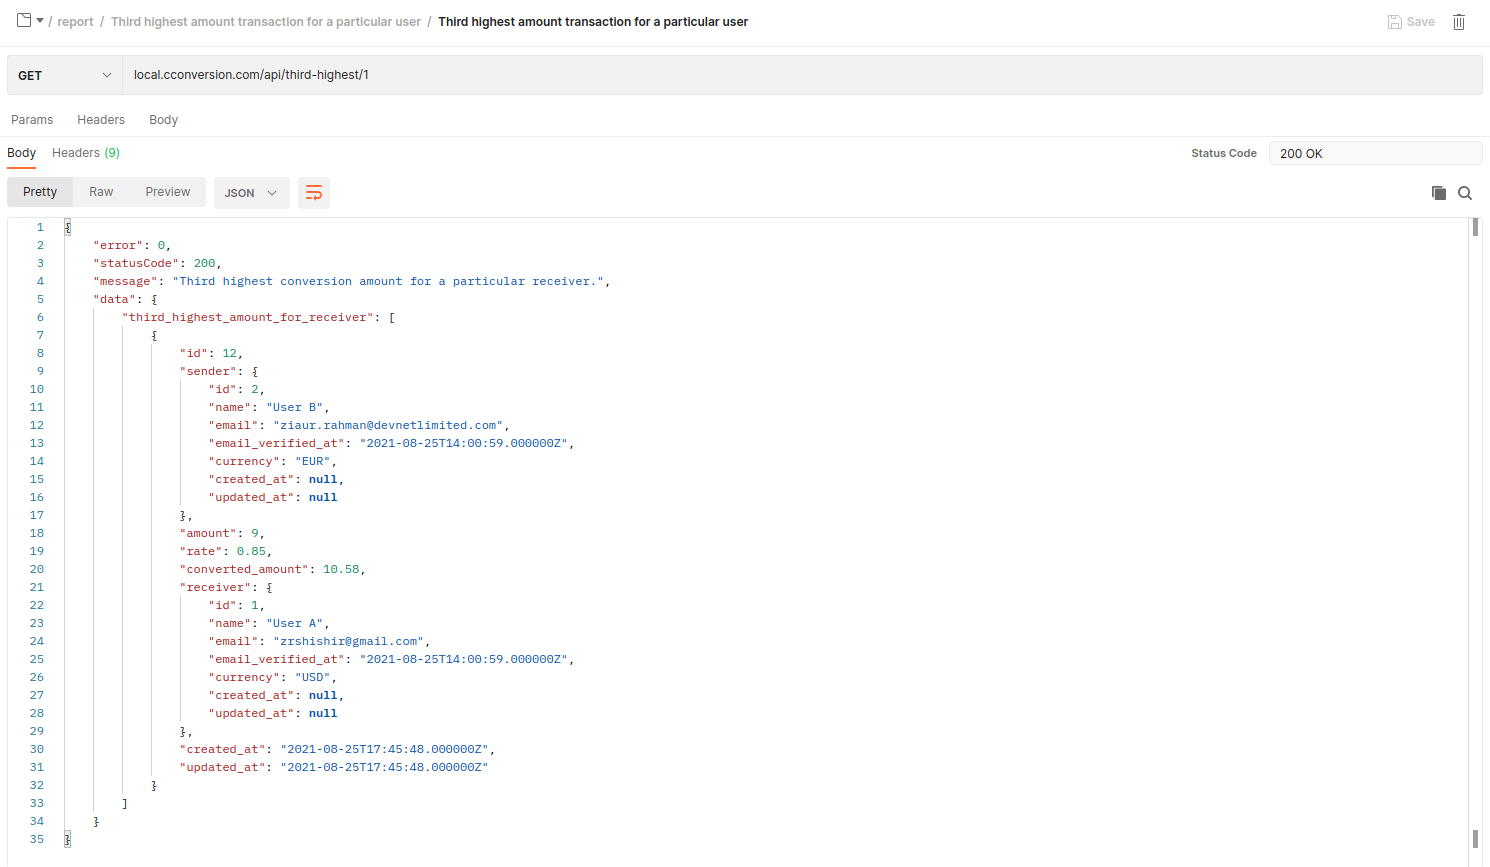 / report / Third highest amount transaction for a particular user / Third highest amount transaction for a particular user Save
GET local.cconversion.com/api/third-highest/1
Params Headers Body
Body Headers (9) Status Code 200 OK
Pretty Raw Preview JSON
1 {
2 "error": 0,
3 "statusCode": 200,
4 "message": "Third highest conversion amount for a particular receiver.",
5 "data": {
6 "third_highest_amount_for_receiver": [
7 {
8 "id": 12,
9 "sender": {
10 "id": 2,
11 "name": "User B",
12 "email": "ziaur.rahman@devnetlimited.com",
13 "email_verified_at": "2021-08-25T14:00:59.000000Z",
14 "currency": "EUR",
15 "created_at": null,
16 "updated_at": null
17 },
18 "amount": 9,
19 "rate": 0.85,
20 "converted_amount": 10.58,
21 "receiver": {
22 "id": 1,
23 "name": "User A",
24 "email": "zrshishir@gmail.com",
25 "email_verified_at": "2021-08-25T14:00:59.000000Z",
26 "currency": "USD",
27 "created_at": null,
28 "updated_at": null
29 },
30 "created_at": "2021-08-25T17:45:48.000000Z",
31 "updated_at": "2021-08-25T17:45:48.000000Z"
32 }
33 ]
34 }
35 }